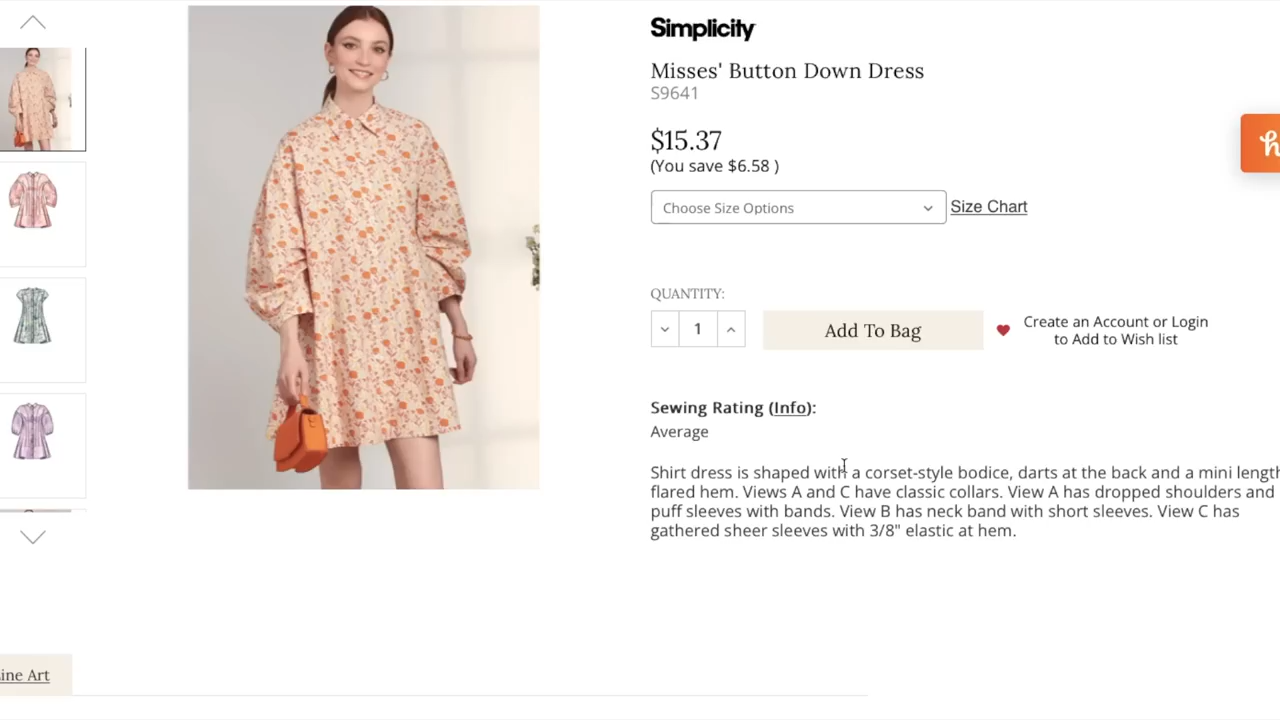 Simplicity
Misses' Button Down Dress
S9641
$15.37
(You save $6.58 )
Choose Size Options
Size Chart
QUANTITY:
1
Add To Bag
Create an Account or Login
to Add to Wish list
Sewing Rating (Info):
Average
Shirt dress is shaped with a corset-style bodice, darts at the back and a mini length
flared hem. Views A and C have classic collars. View A has dropped shoulders and
puff sleeves with bands. View B has neck band with short sleeves. View C has
gathered sheer sleeves with 3/8" elastic at hem.
Line Art